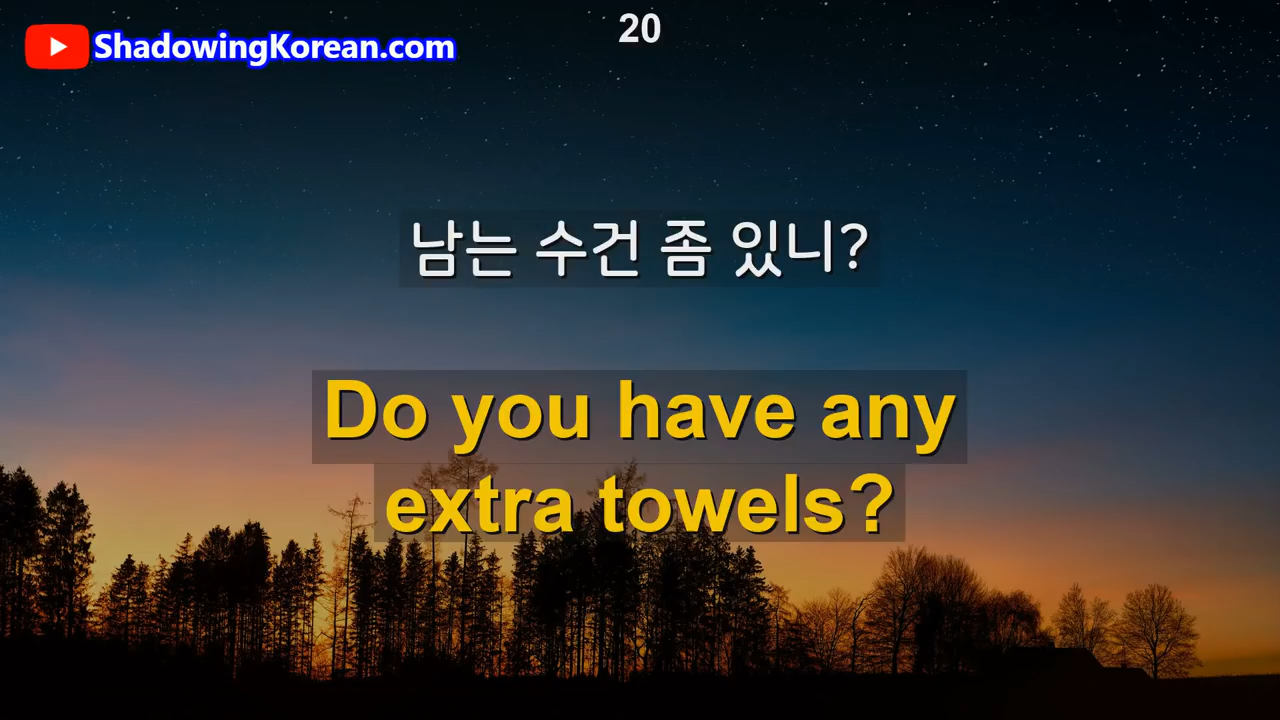 20
ShadowingKorean.com
남는 수건 좀 있니?
Do you have any
extra towels?